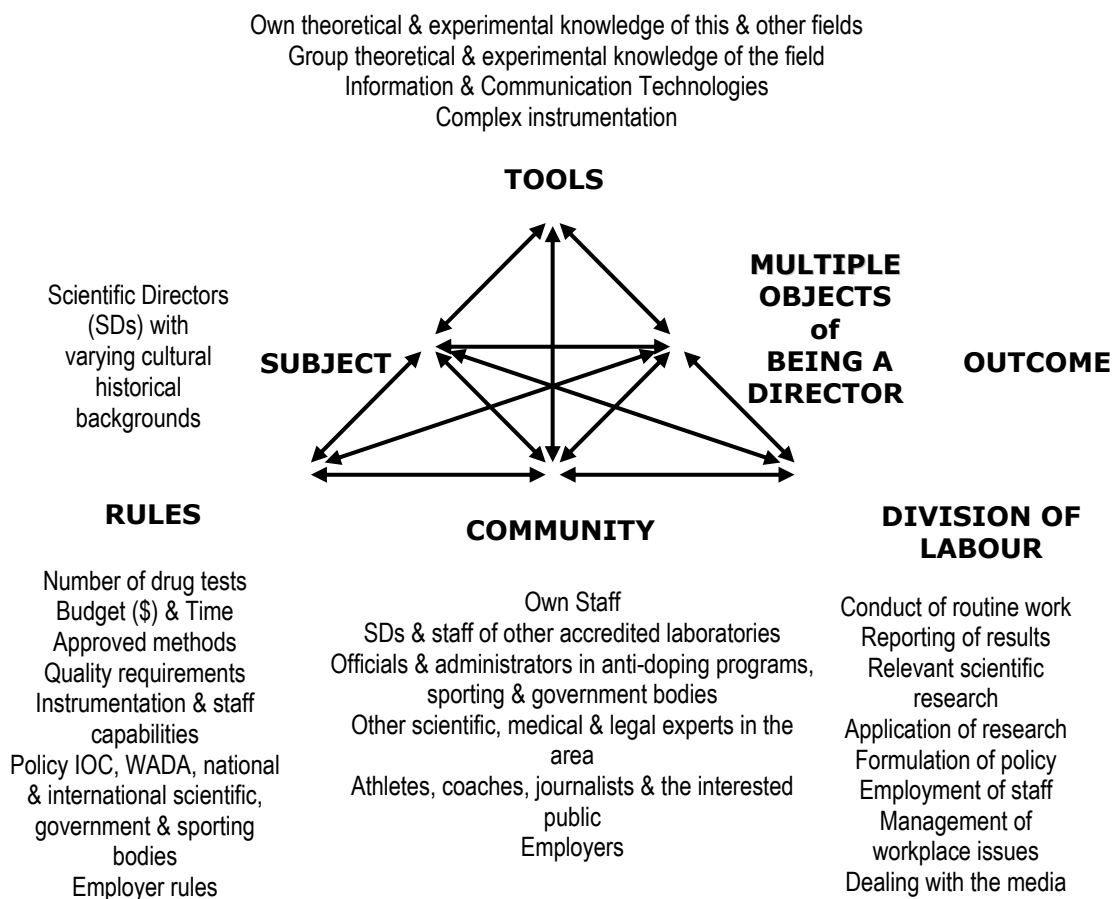 Own theoretical & experimental knowledge of this & other fields
Group theoretical & experimental knowledge of the field
Information & Communication Technologies
Complex instrumentation
TOOLS
Scientific Directors
(SDs) with
varying cultural
historical
backgrounds
SUBJECT
MULTIPLE
OBJECTS
of
BEING A
DIRECTOR
OUTCOME
RULES
Number of drug tests
Budget ($) & Time
Approved methods
Quality requirements
Instrumentation & staff
capabilities
Policy IOC, WADA, national
& international scientific,
government & sporting
bodies
Employer rules
COMMUNITY
Own Staff
SDs & staff of other accredited laboratories
Officials & administrators in anti-doping programs,
sporting & government bodies
Other scientific, medical & legal experts in the
area
Athletes, coaches, journalists & the interested
public
Employers
DIVISION OF
LABOUR
Conduct of routine work
Reporting of results
Relevant scientific
research
Application of research
Formulation of policy
Employment of staff
Management of
workplace issues
Dealing with the media